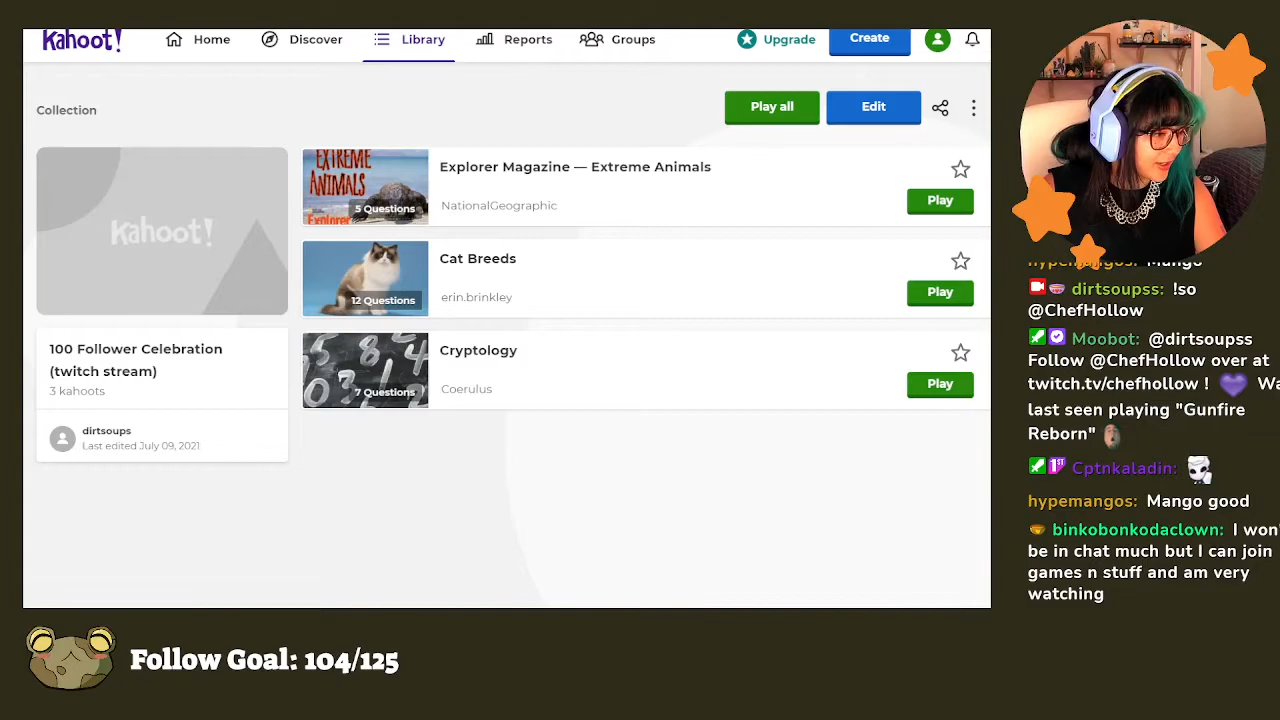 Kahoot!
Home
Discover
Library
Reports
Groups
Upgrade
Create
Collection
Play all
Edit
Kahoot!
100 Follower Celebration
(twitch stream)
3 kahoots
dirtsoups
Last edited July 09, 2021
EXTREME
ANIMALS
Explorer
5 Questions
Explorer Magazine — Extreme Animals
NationalGeographic
Play
12 Questions
Cat Breeds
erin.brinkley
Play
7 Questions
Cryptology
Coerulus
Play
hypemangos: Mango
dirtsoupss: !so
@ChefHollow
Moobot: @dirtsoupss
Follow @ChefHollow over at
twitch.tv/chefhollow !
last seen playing "Gunfire
Reborn"
Cptnkaladin:
hypemangos: Mango good
binkobonkodaclown: I won'
be in chat much but I can join
games n stuff and am very
watching
Follow Goal: 104/125